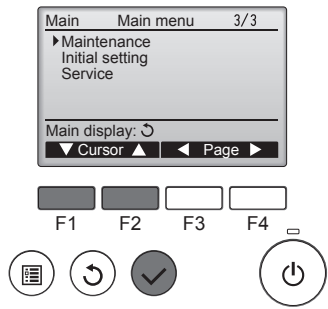 Main Main menu 3/3
Maintenance
Initial setting
Service
Main display:
Cursor Page
F1 F2 F3 F4